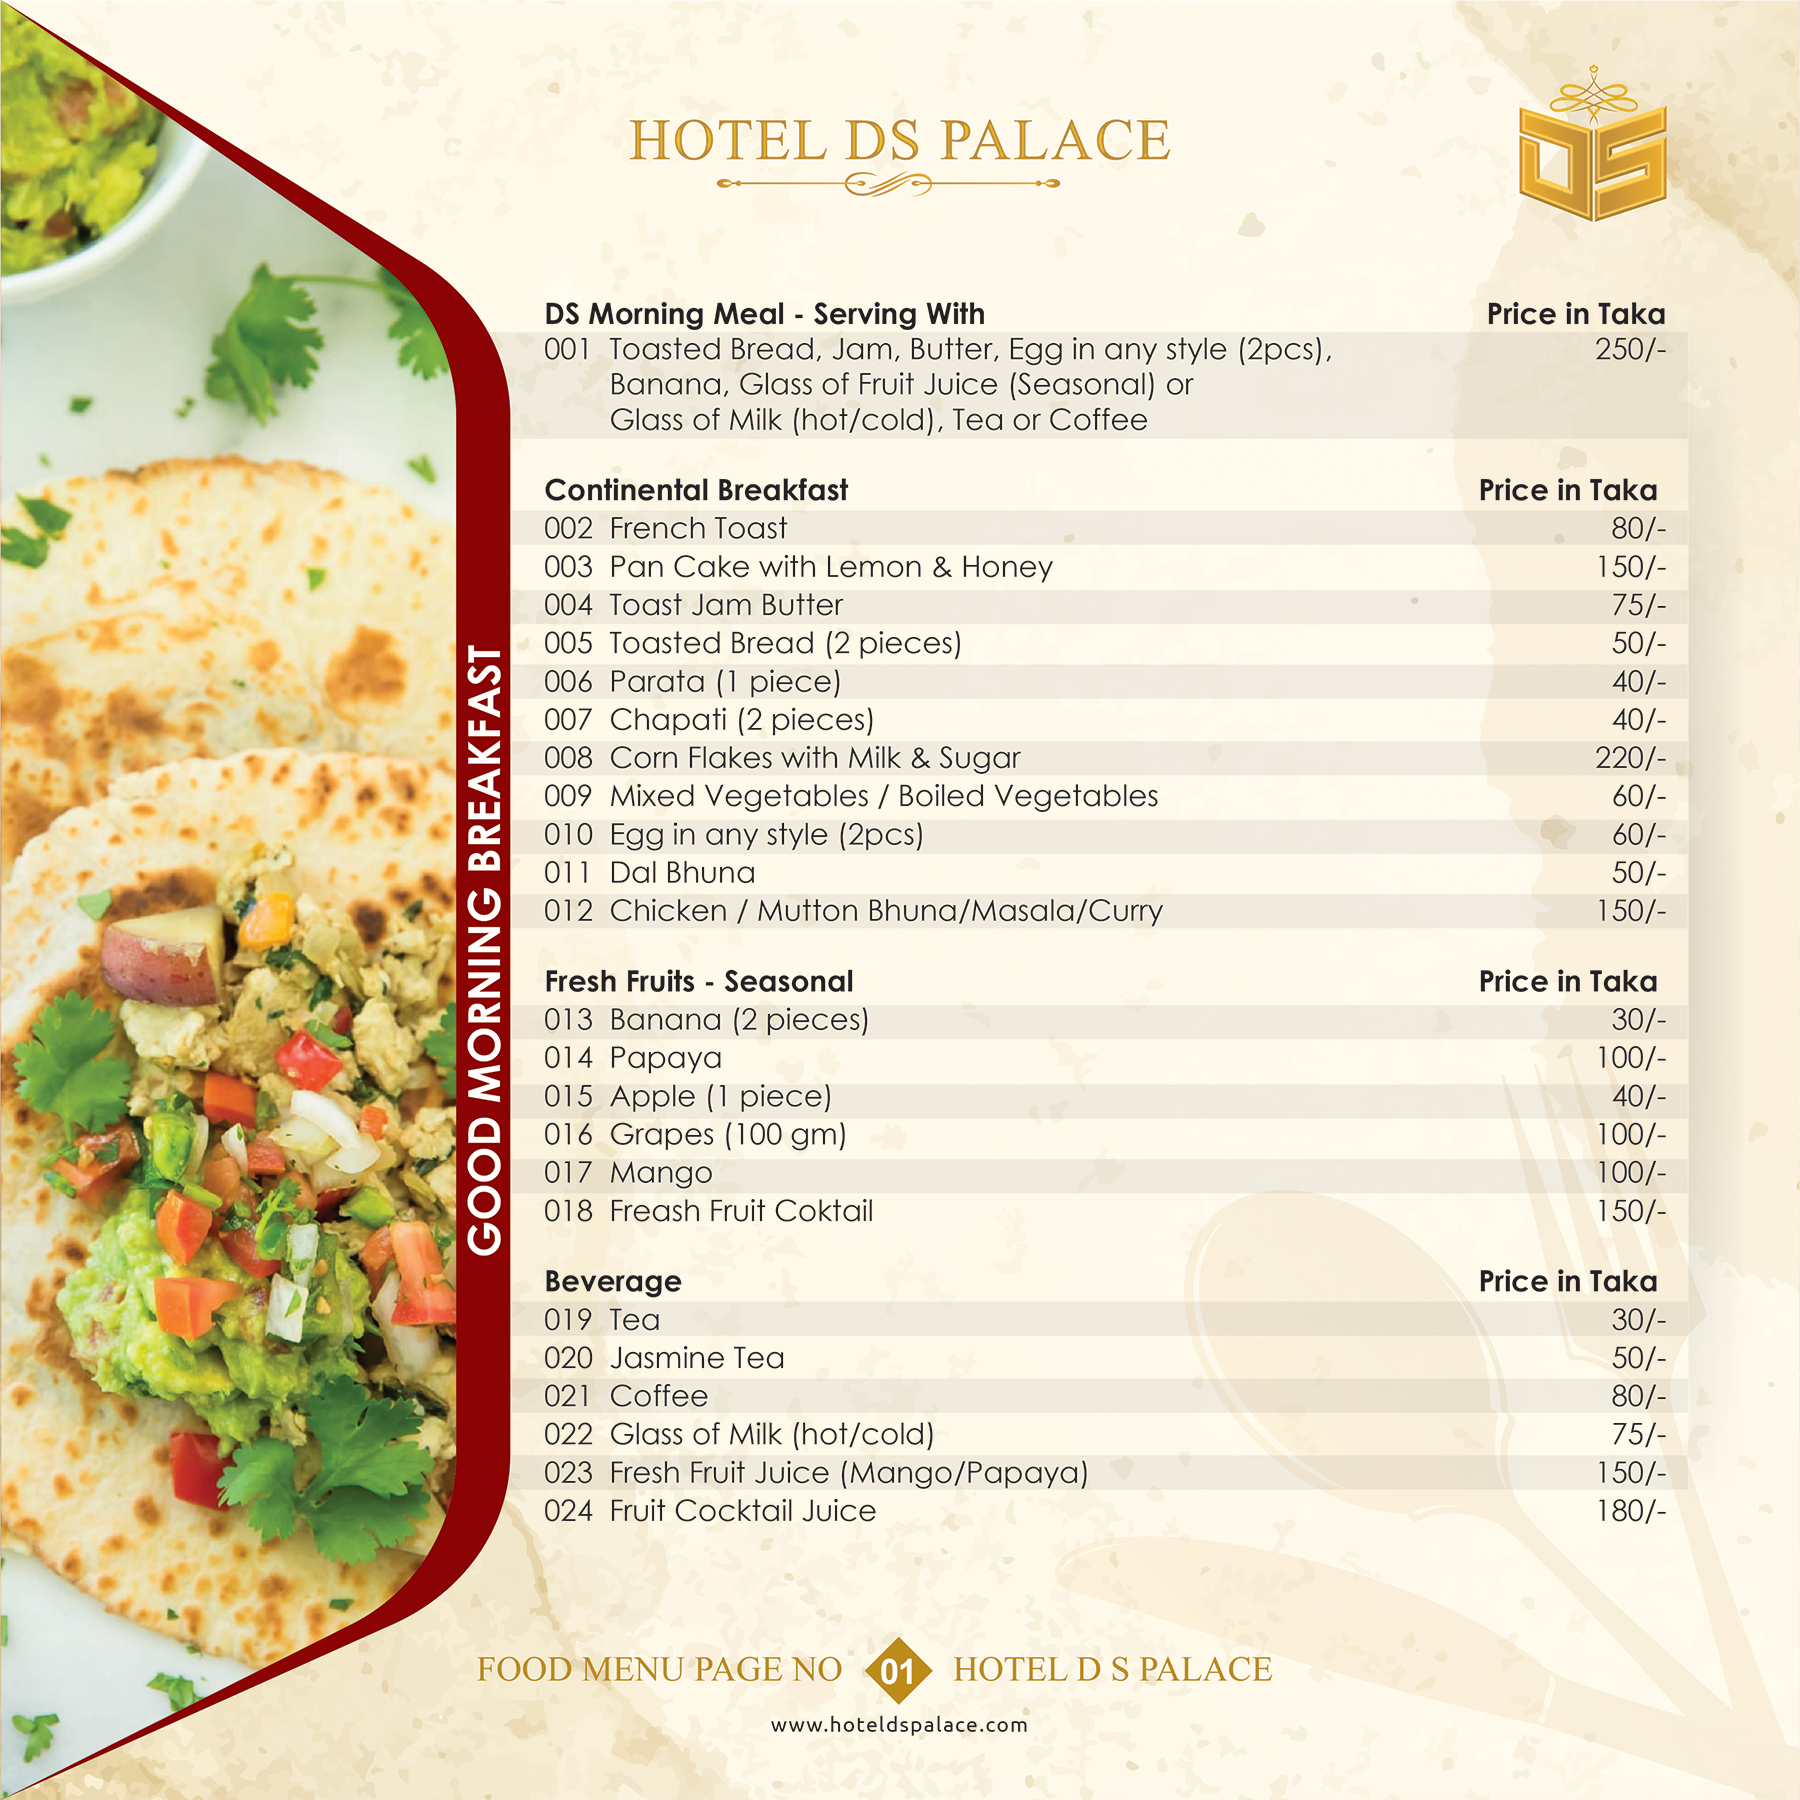 HOTEL DS PALACE
DS
DS Morning Meal - Serving With Price in Taka
001 Toasted Bread, Jam, Butter, Egg in any style (2pcs), 250/-
Banana, Glass of Fruit Juice (Seasonal) or
Glass of Milk (hot/cold), Tea or Coffee
Continental Breakfast Price in Taka
002 French Toast 80/-
003 Pan Cake with Lemon & Honey 150/-
004 Toast Jam Butter 75/-
005 Toasted Bread (2 pieces) 50/-
006 Parata (1 piece) 40/-
007 Chapati (2 pieces) 40/-
008 Corn Flakes with Milk & Sugar 220/-
009 Mixed Vegetables / Boiled Vegetables 60/-
010 Egg in any style (2pcs) 60/-
011 Dal Bhuna 50/-
012 Chicken / Mutton Bhuna/Masala/Curry 150/-
Fresh Fruits - Seasonal Price in Taka
013 Banana (2 pieces) 30/-
014 Papaya 100/-
015 Apple (1 piece) 40/-
016 Grapes (100 gm) 100/-
017 Mango 100/-
018 Freash Fruit Coktail 150/-
Beverage Price in Taka
019 Tea 30/-
020 Jasmine Tea 50/-
021 Coffee 80/-
022 Glass of Milk (hot/cold) 75/-
023 Fresh Fruit Juice (Mango/Papaya) 150/-
024 Fruit Cocktail Juice 180/-
GOOD MORNING BREAKFAST
FOOD MENU PAGE NO 01 HOTEL D S PALACE
www.hoteldspalace.com